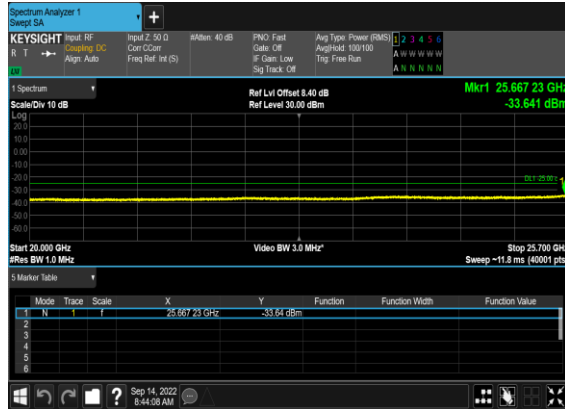 Spectrum Analyzer 1
Swept SA
+
KEYSIGHT Input: RF Input Z: 50 Ω #Atten: 40 dB PNO: Fast Avg Type: Power (RMS) 1 2 3 4 5 6
R T Coupling: DC Corr CCorr Gate: Off Avg|Hold: 100/100 A W W W W W
Align: Auto Freq Ref: Int (S) IF Gain: Low Trig: Free Run
Sig Track: Off A N N N N N
1 Spectrum Ref Lvl Offset 8.40 dB Mkr1 25.667 23 GHz
Scale/Div 10 dB Ref Level 30.00 dBm -33.641 dBm
Log
20.0
10.0
0.00
-10.0
-20.0
DL1 -25.00
-30.0
-40.0
-50.0
-60.0
Start 20.000 GHz Video BW 3.0 MHz* Stop 25.700 GH
#Res BW 1.0 MHz Sweep ~11.8 ms (40001 pts
5 Marker Table
Mode Trace Scale X Y Function Function Width Function Value
1 N 1 f 25.667 23 GHz -33.64 dBm
2
3
4
5
6
? Sep 14, 2022
8:44:08 AM